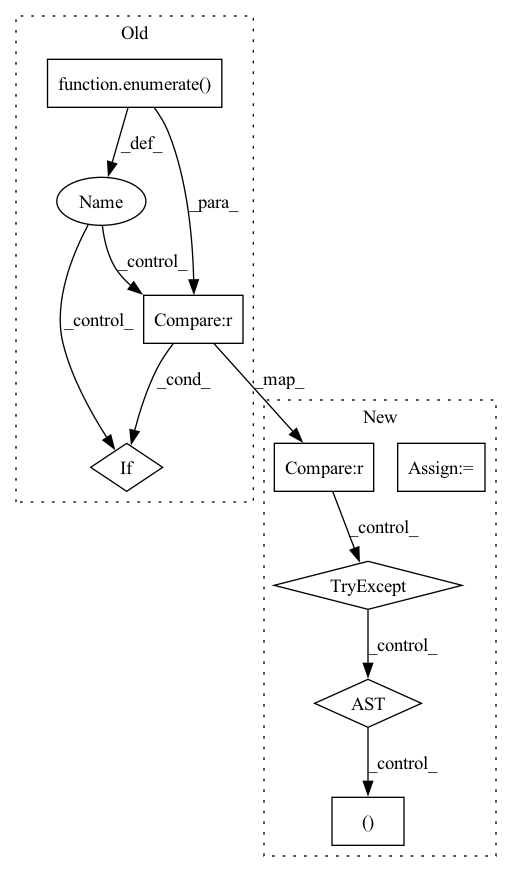 Old
function.enumerate()
_def_
Name
_para_
_control_
_control_
Compare:r
_cond_
_map_
If
New
Compare:r
Assign:=
_control_
TryExcept
_control_
AST
_control_
()